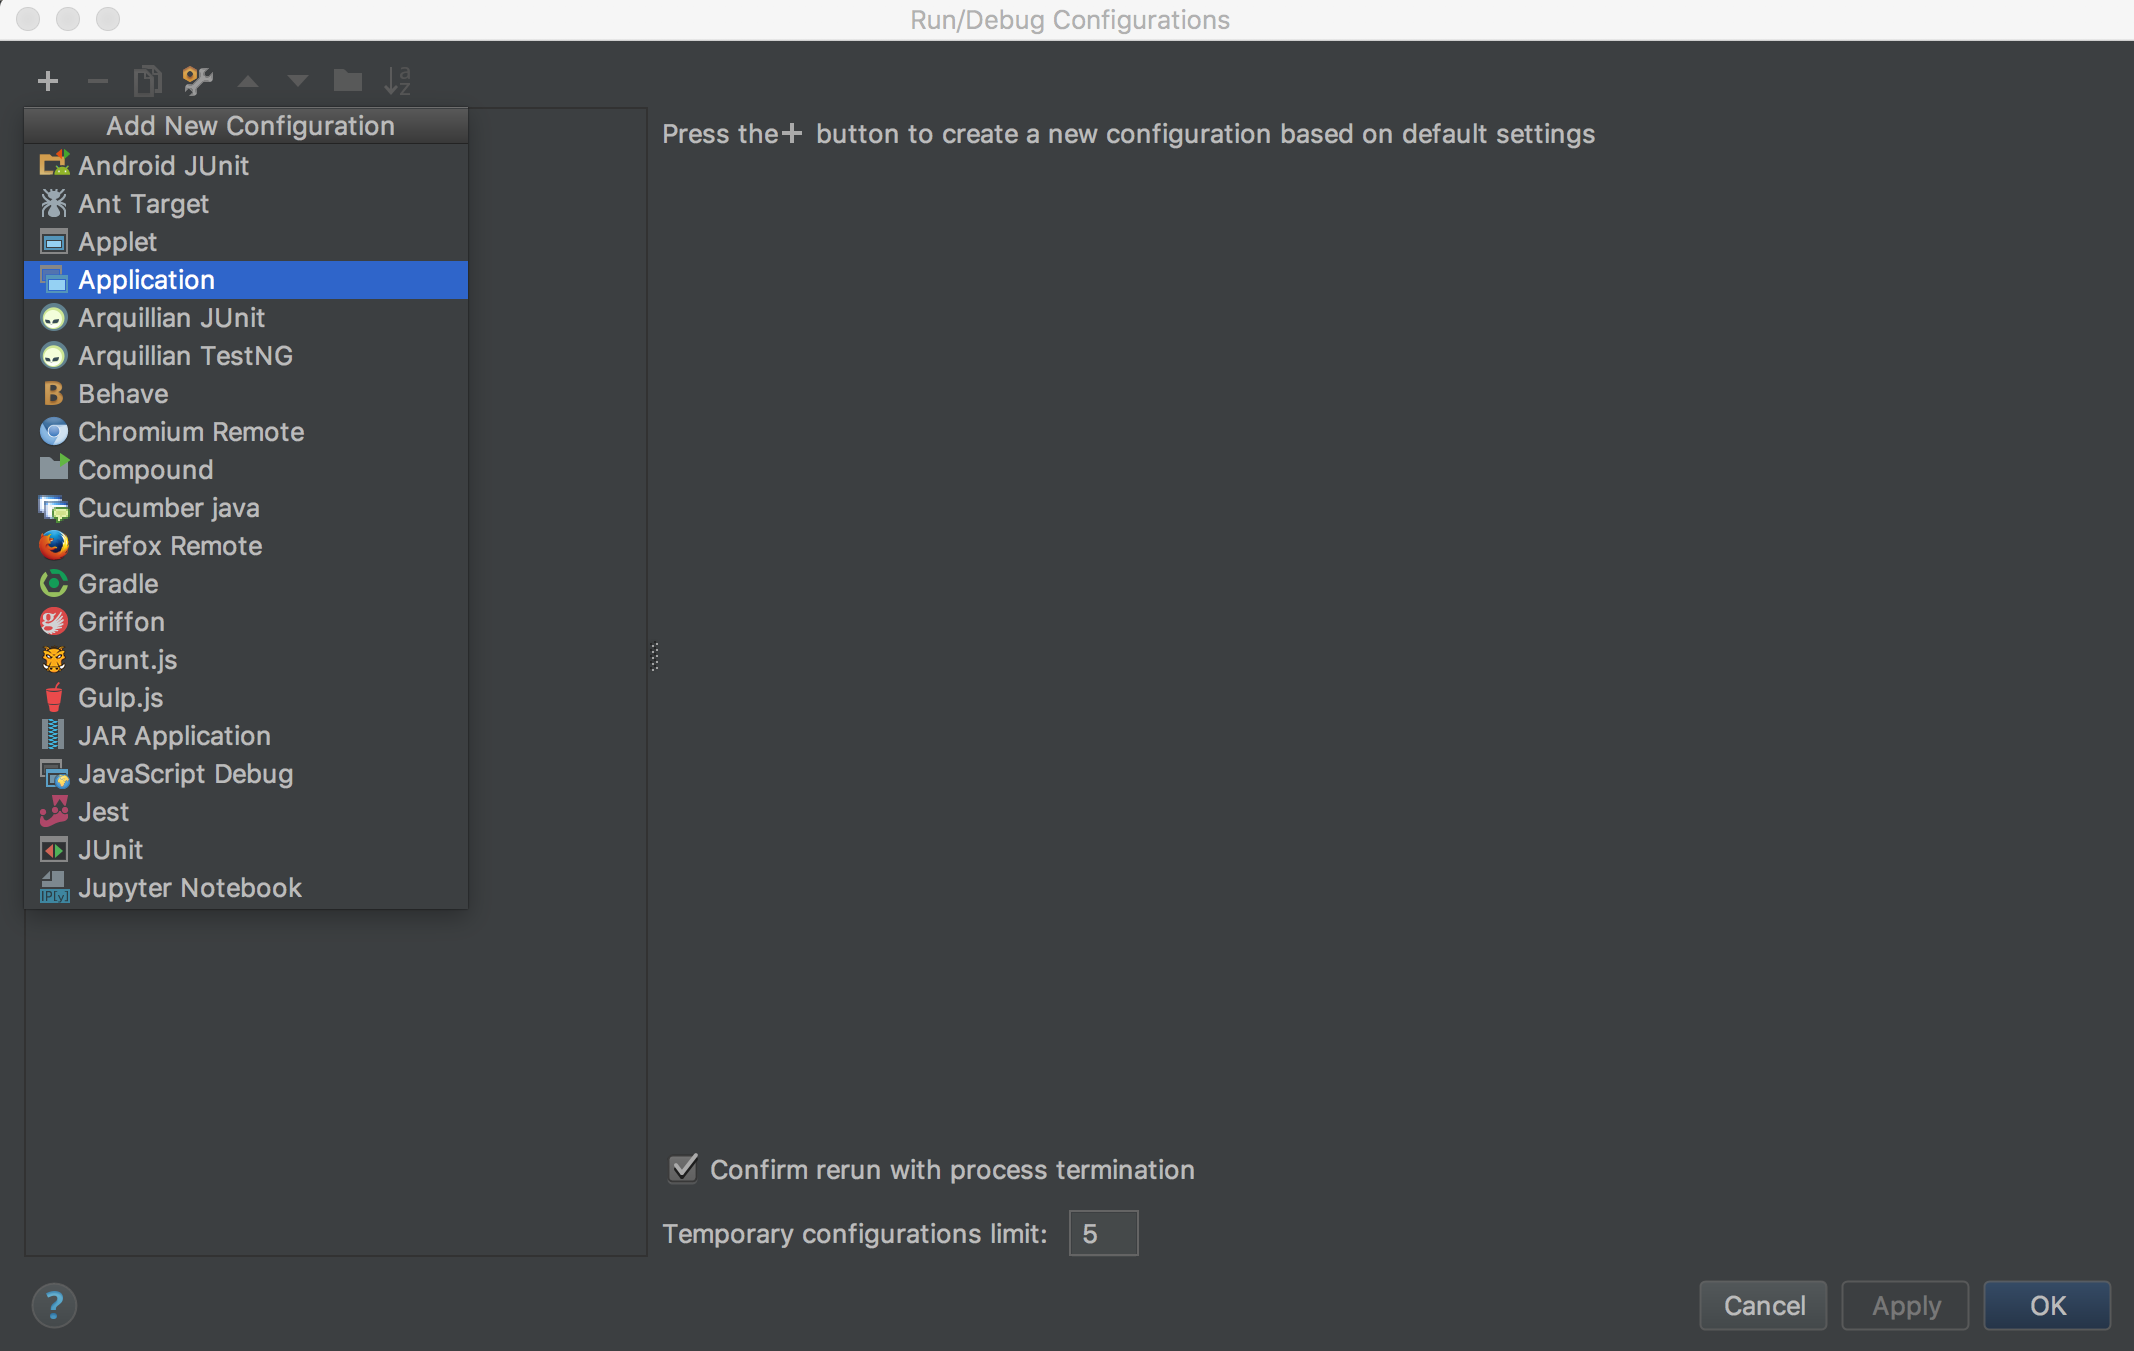 Run/Debug Configurations
a
z
Add New Configuration
Press the + button to create a new configuration based on default settings
Android JUnit
Ant Target
Applet
Application
Arquillian JUnit
Arquillian TestNG
B Behave
Chromium Remote
Compound
Cucumber java
Firefox Remote
Gradle
Griffon
Grunt.js
Gulp.js
JAR Application
JavaScript Debug
Jest
JUnit
IP[y] Jupyter Notebook
Confirm rerun with process termination
Temporary configurations limit: 5
? Cancel Apply OK